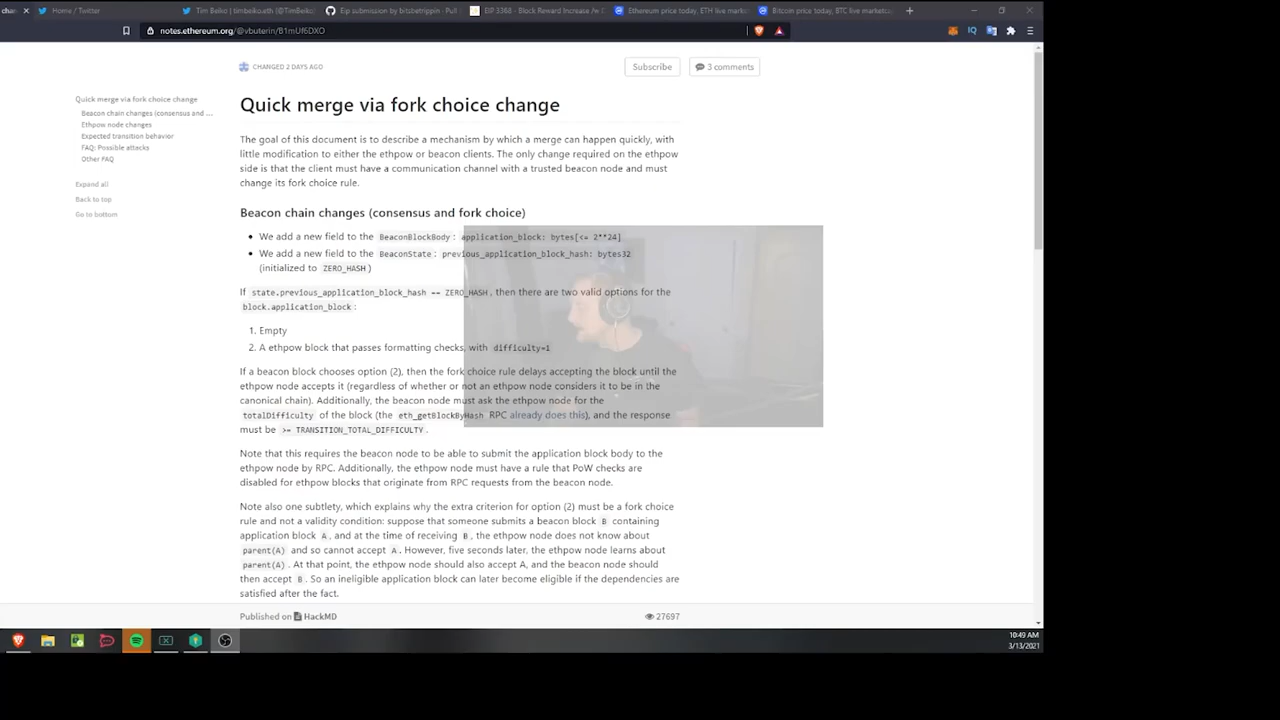 chan
Home / Twitter
Tim Beiko | timbeiko.eth (@TimBeiko
Eip submission by bitsbetrippin · Pull
EIP 3368 - Block Reward Increase /w D
Ethereum price today, ETH live marke
Bitcoin price today, BTC live marketca
notes.ethereum.org/@vbuterin/B1mUf6DXO
CHANGED 2 DAYS AGO
Subscribe
3 comments
Quick merge via fork choice change
Beacon chain changes (consensus and ...
Ethpow node changes
Expected transition behavior
FAQ: Possible attacks
Other FAQ
Expand all
Back to top
Go to bottom
Quick merge via fork choice change
The goal of this document is to describe a mechanism by which a merge can happen quickly, with
little modification to either the ethpow or beacon clients. The only change required on the ethpow
side is that the client must have a communication channel with a trusted beacon node and must
change its fork choice rule.
Beacon chain changes (consensus and fork choice)
• We add a new field to the BeaconBlockBody: application_block: bytes[<= 2**24]
• We add a new field to the BeaconState: previous_application_block_hash: bytes32
(initialized to ZERO_HASH)
If state.previous_application_block_hash == ZERO_HASH, then there are two valid options for the
block.application_block:
1. Empty
2. A ethpow block that passes formatting checks, with difficulty=1
If a beacon block chooses option (2), then the fork choice rule delays accepting the block until the
ethpow node accepts it (regardless of whether or not an ethpow node considers it to be in the
canonical chain). Additionally, the beacon node must ask the ethpow node for the
totalDifficulty of the block (the eth_getBlockByHash RPC already does this), and the response
must be >= TRANSITION_TOTAL_DIFFICULTY.
Note that this requires the beacon node to be able to submit the application block body to the
ethpow node by RPC. Additionally, the ethpow node must have a rule that PoW checks are
disabled for ethpow blocks that originate from RPC requests from the beacon node.
Note also one subtlety, which explains why the extra criterion for option (2) must be a fork choice
rule and not a validity condition: suppose that someone submits a beacon block B containing
application block A, and at the time of receiving B, the ethpow node does not know about
parent(A) and so cannot accept A. However, five seconds later, the ethpow node learns about
parent(A). At that point, the ethpow node should also accept A, and the beacon node should
then accept B. So an ineligible application block can later become eligible if the dependencies are
satisfied after the fact.
Published on HackMD
27697
10:49 AM
3/13/2021